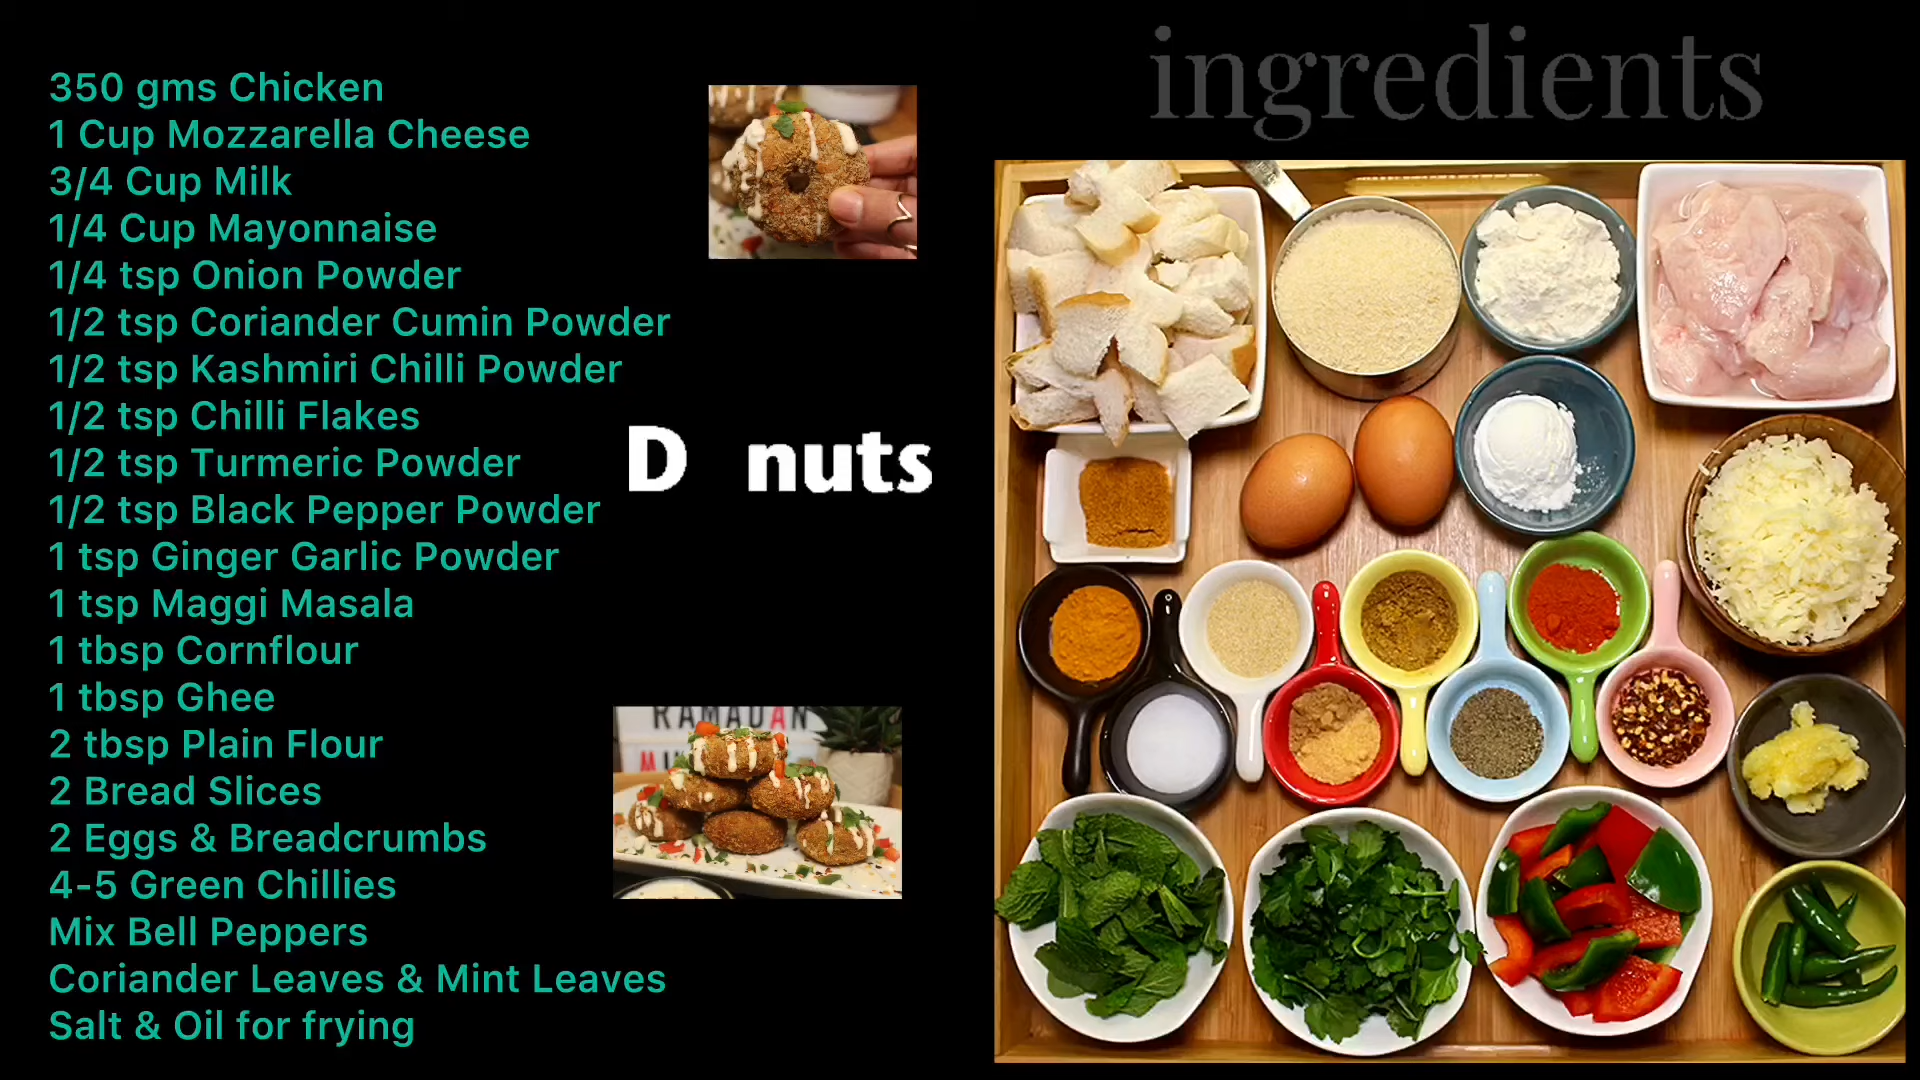 ingredients
350 gms Chicken
1 Cup Mozzarella Cheese
3/4 Cup Milk
1/4 Cup Mayonnaise
1/4 tsp Onion Powder
1/2 tsp Coriander Cumin Powder
1/2 tsp Kashmiri Chilli Powder
1/2 tsp Chilli Flakes
1/2 tsp Turmeric Powder
1/2 tsp Black Pepper Powder
1 tsp Ginger Garlic Powder
1 tsp Maggi Masala
1 tbsp Cornflour
1 tbsp Ghee
2 tbsp Plain Flour
2 Bread Slices
2 Eggs & Breadcrumbs
4-5 Green Chillies
Mix Bell Peppers
Coriander Leaves & Mint Leaves
Salt & Oil for frying
D nuts
RAMADAN